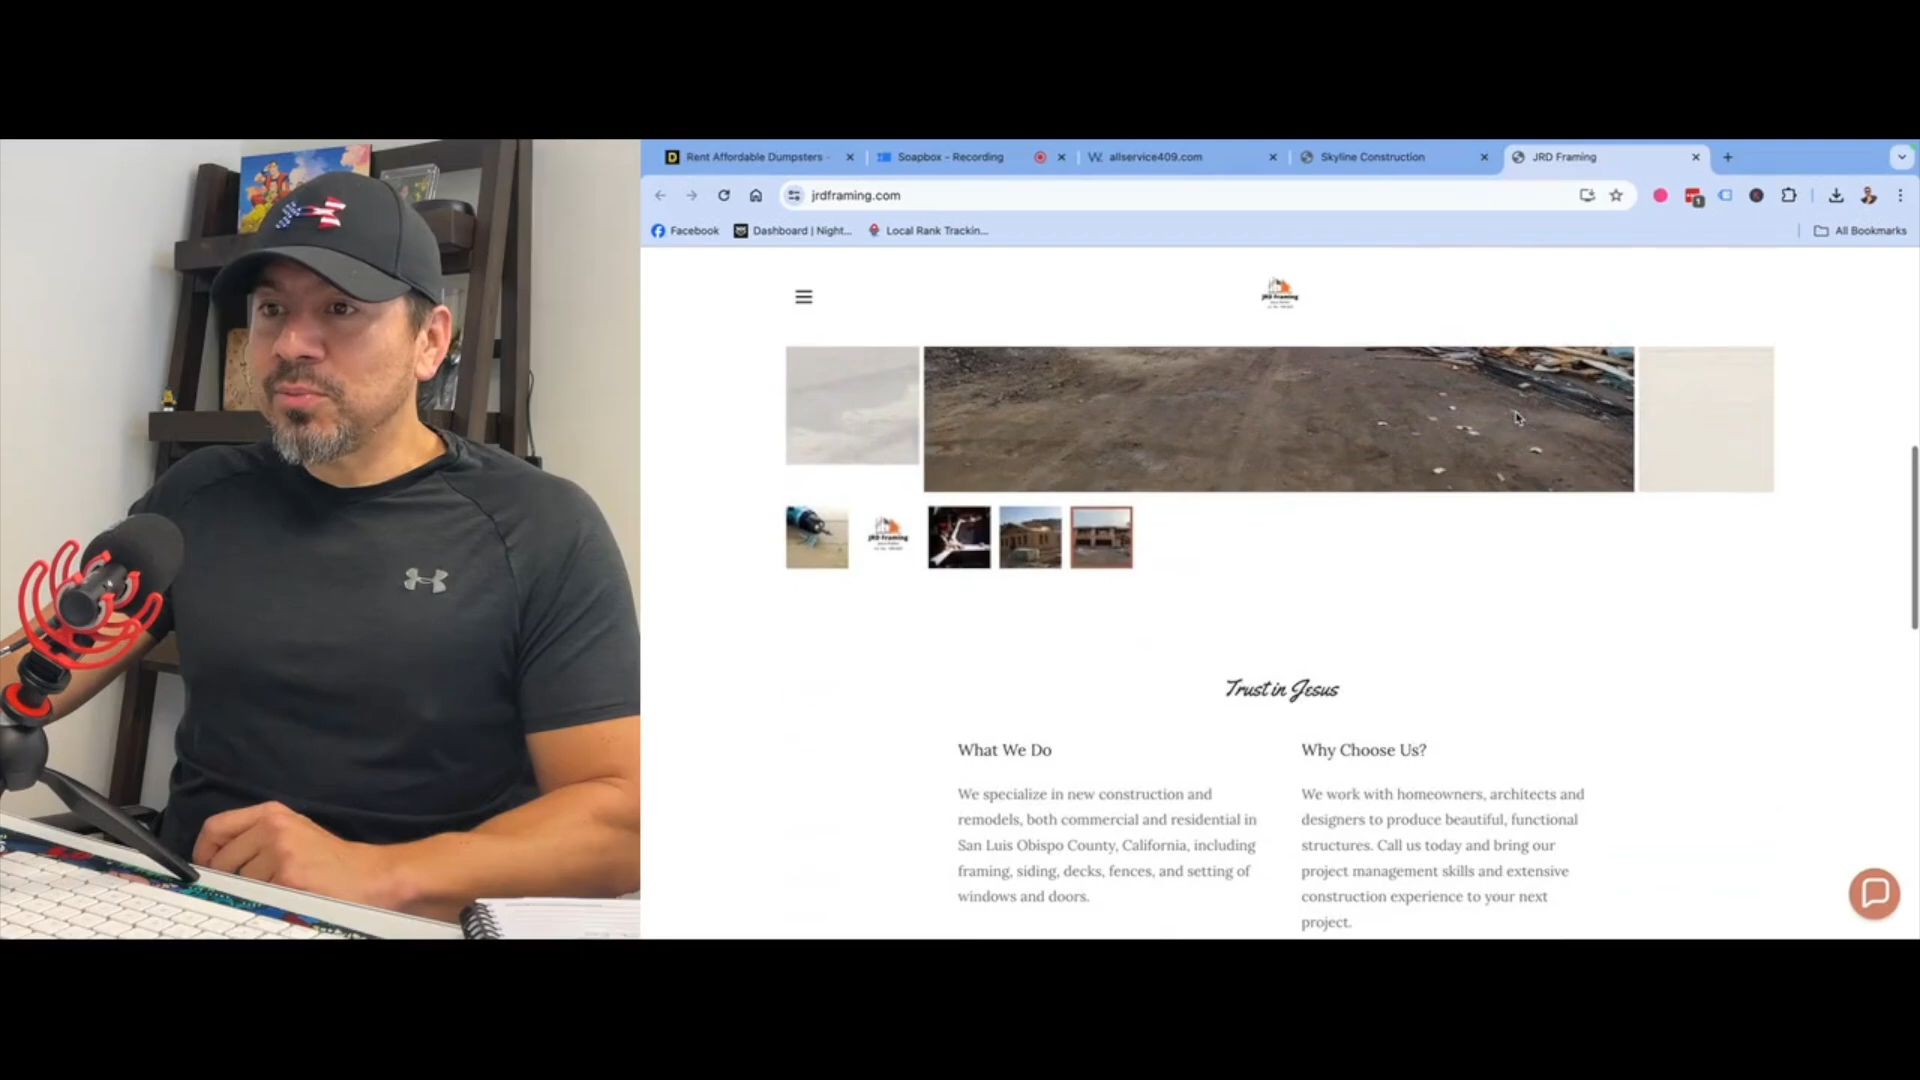 Rent Affordable Dumpsters -
Soapbox - Recording
allservice409.com
Skyline Construction
JRD Framing
jrdframing.com
Facebook
Dashboard | Night...
Local Rank Trackin...
All Bookmarks
JRD Framing
JRD Framing
Trust in Jesus
What We Do
We specialize in new construction and
remodels, both commercial and residential in
San Luis Obispo County, California, including
framing, siding, decks, fences, and setting of
windows and doors.
Why Choose Us?
We work with homeowners, architects and
designers to produce beautiful, functional
structures. Call us today and bring our
project management skills and extensive
construction experience to your next
project.